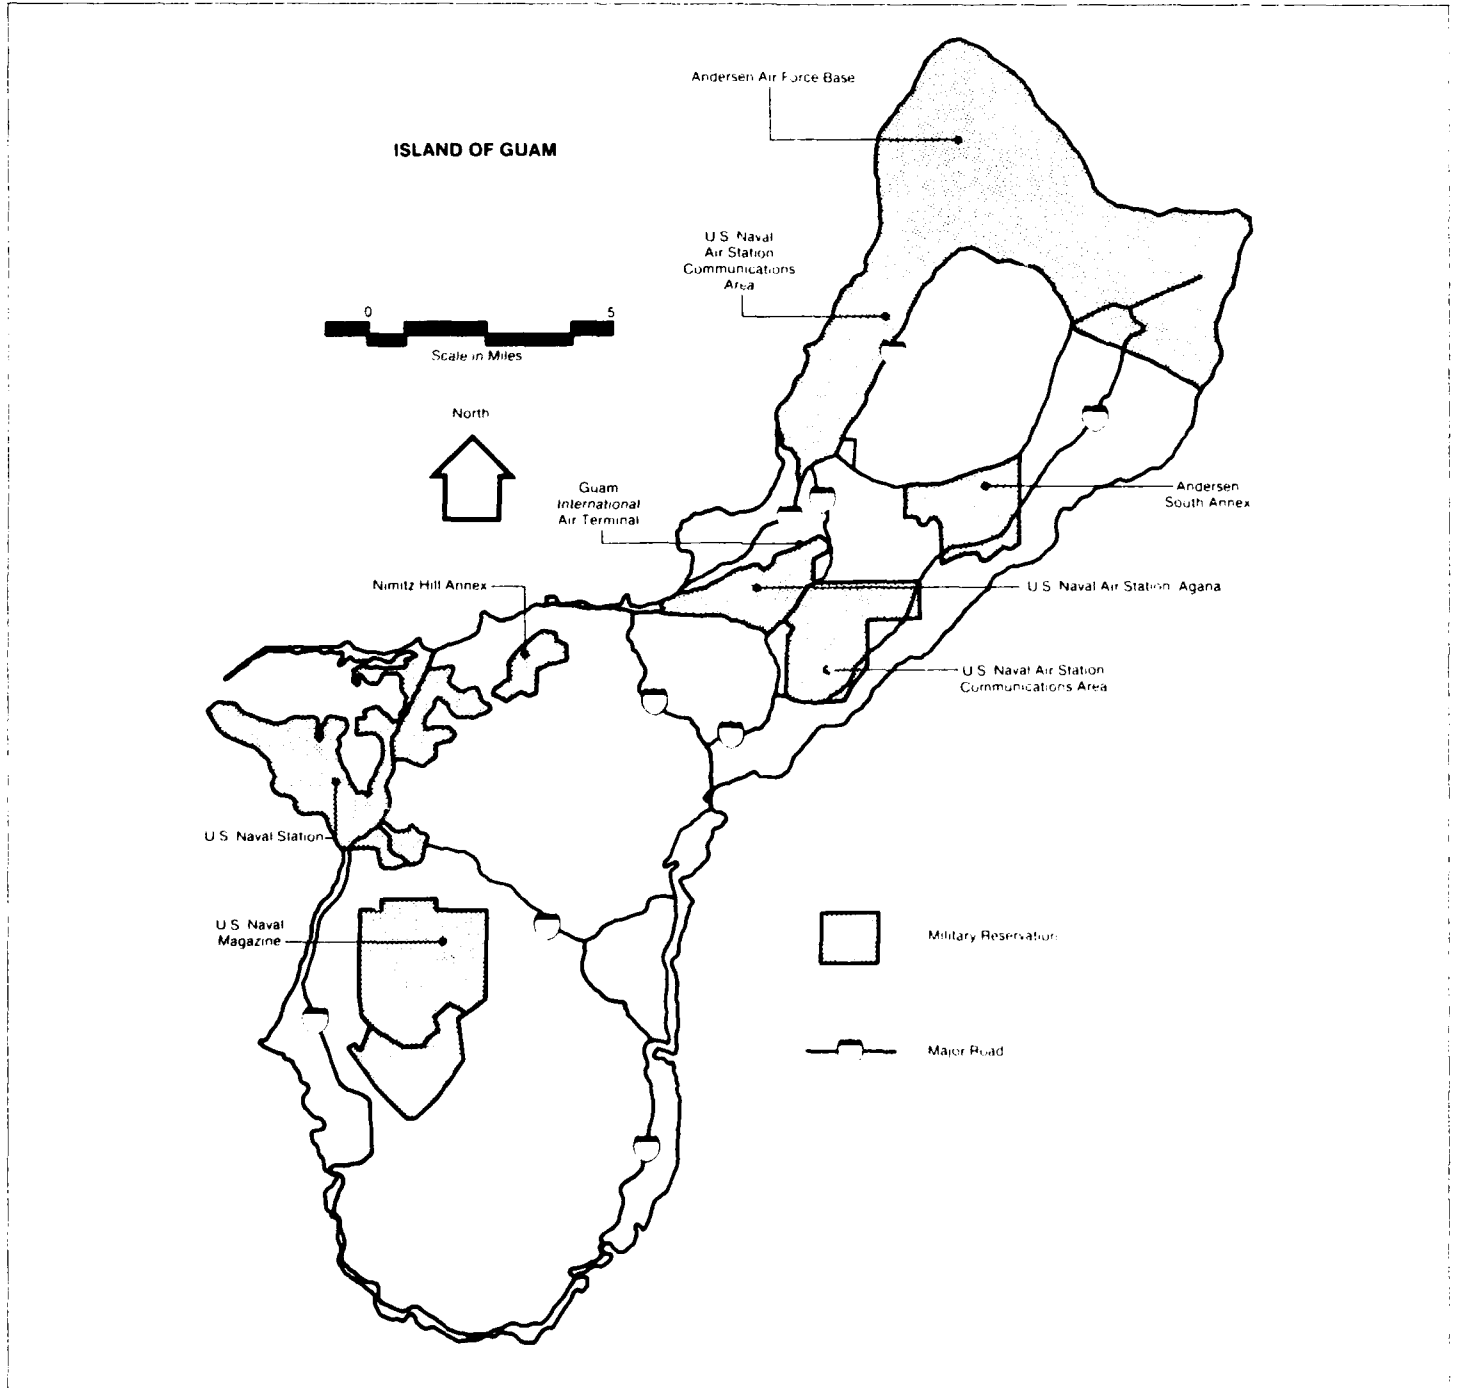 Andersen Air Force Base
ISLAND OF GUAM
U.S. Naval
Air Station
Communications
Area
0 5
Scale in Miles
North
Guam
International
Air Terminal
Andersen
South Annex
Nimitz Hill Annex
U.S. Naval Air Station Agana
U.S. Naval Air Station
Communications Area
U.S. Naval Station
U.S. Naval
Magazine
Military Reservation
Major Road